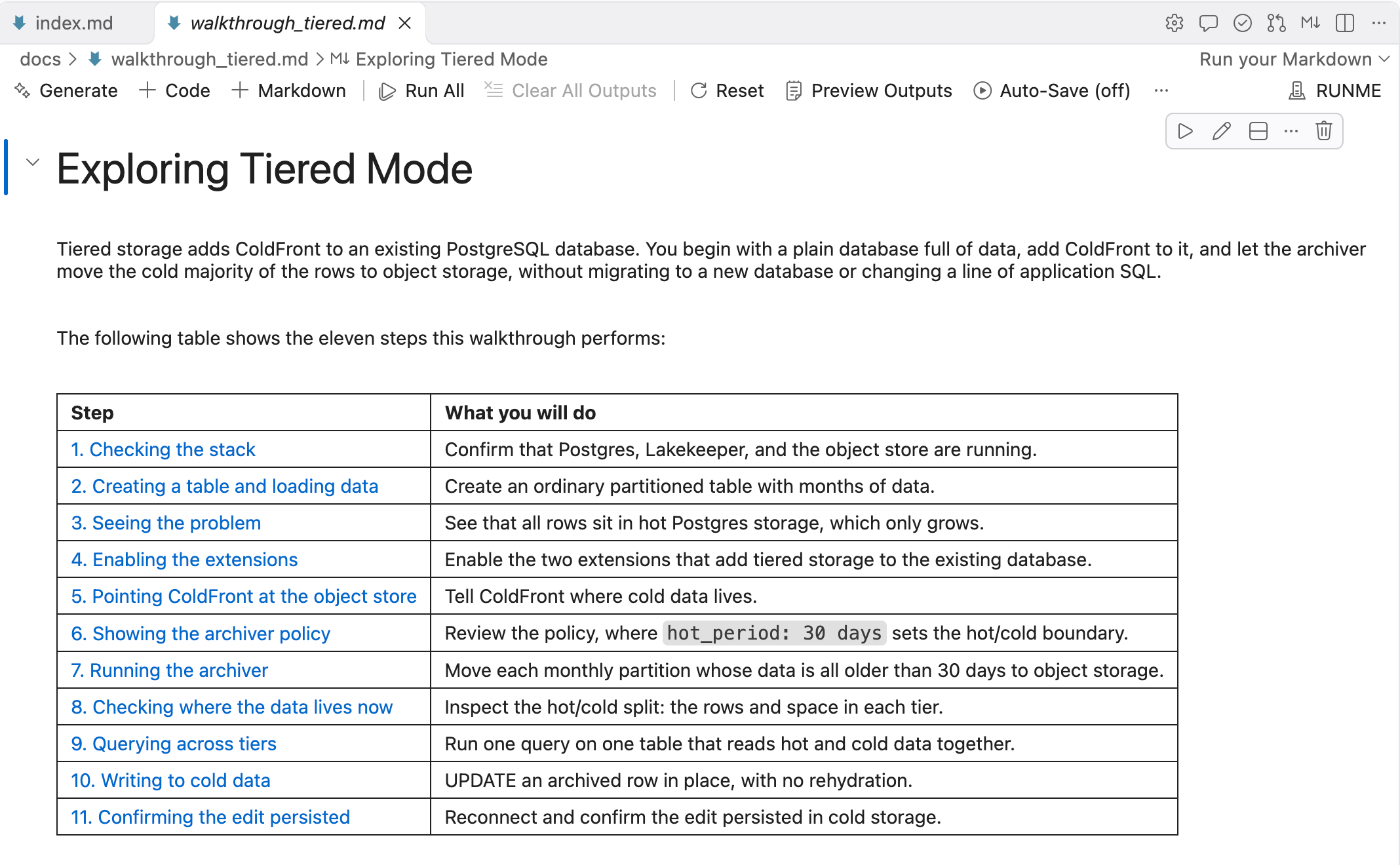 index.md
walkthrough_tiered.md
docs > walkthrough_tiered.md > M↓ Exploring Tiered Mode
Run your Markdown
Generate + Code + Markdown Run All Clear All Outputs Reset Preview Outputs Auto-Save (off) ... RUNME
Exploring Tiered Mode
Tiered storage adds ColdFront to an existing PostgreSQL database. You begin with a plain database full of data, add ColdFront to it, and let the archiver
move the cold majority of the rows to object storage, without migrating to a new database or changing a line of application SQL.
The following table shows the eleven steps this walkthrough performs:
Step What you will do
1. Checking the stack Confirm that Postgres, Lakekeeper, and the object store are running.
2. Creating a table and loading data Create an ordinary partitioned table with months of data.
3. Seeing the problem See that all rows sit in hot Postgres storage, which only grows.
4. Enabling the extensions Enable the two extensions that add tiered storage to the existing database.
5. Pointing ColdFront at the object store Tell ColdFront where cold data lives.
6. Showing the archiver policy Review the policy, where hot_period: 30 days sets the hot/cold boundary.
7. Running the archiver Move each monthly partition whose data is all older than 30 days to object storage.
8. Checking where the data lives now Inspect the hot/cold split: the rows and space in each tier.
9. Querying across tiers Run one query on one table that reads hot and cold data together.
10. Writing to cold data UPDATE an archived row in place, with no rehydration.
11. Confirming the edit persisted Reconnect and confirm the edit persisted in cold storage.